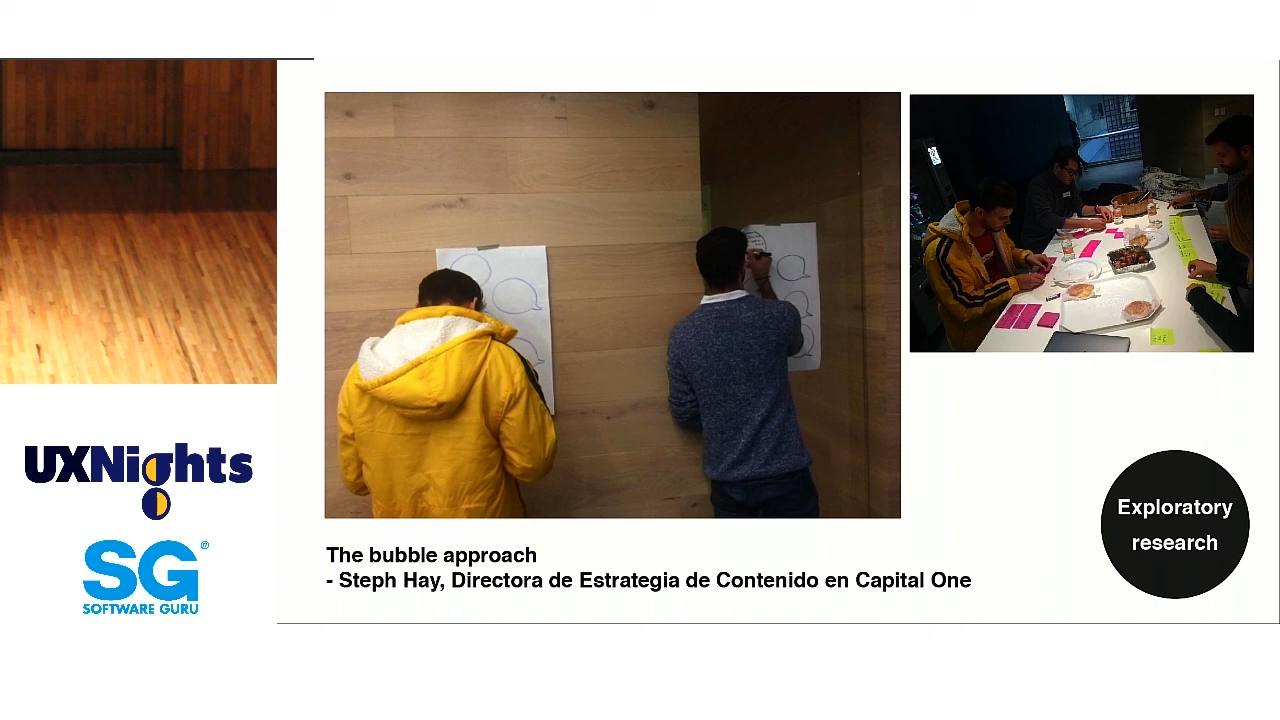 UXNights
SG®
SOFTWARE GURU
The bubble approach
- Steph Hay, Directora de Estrategia de Contenido en Capital One
Exploratory
research